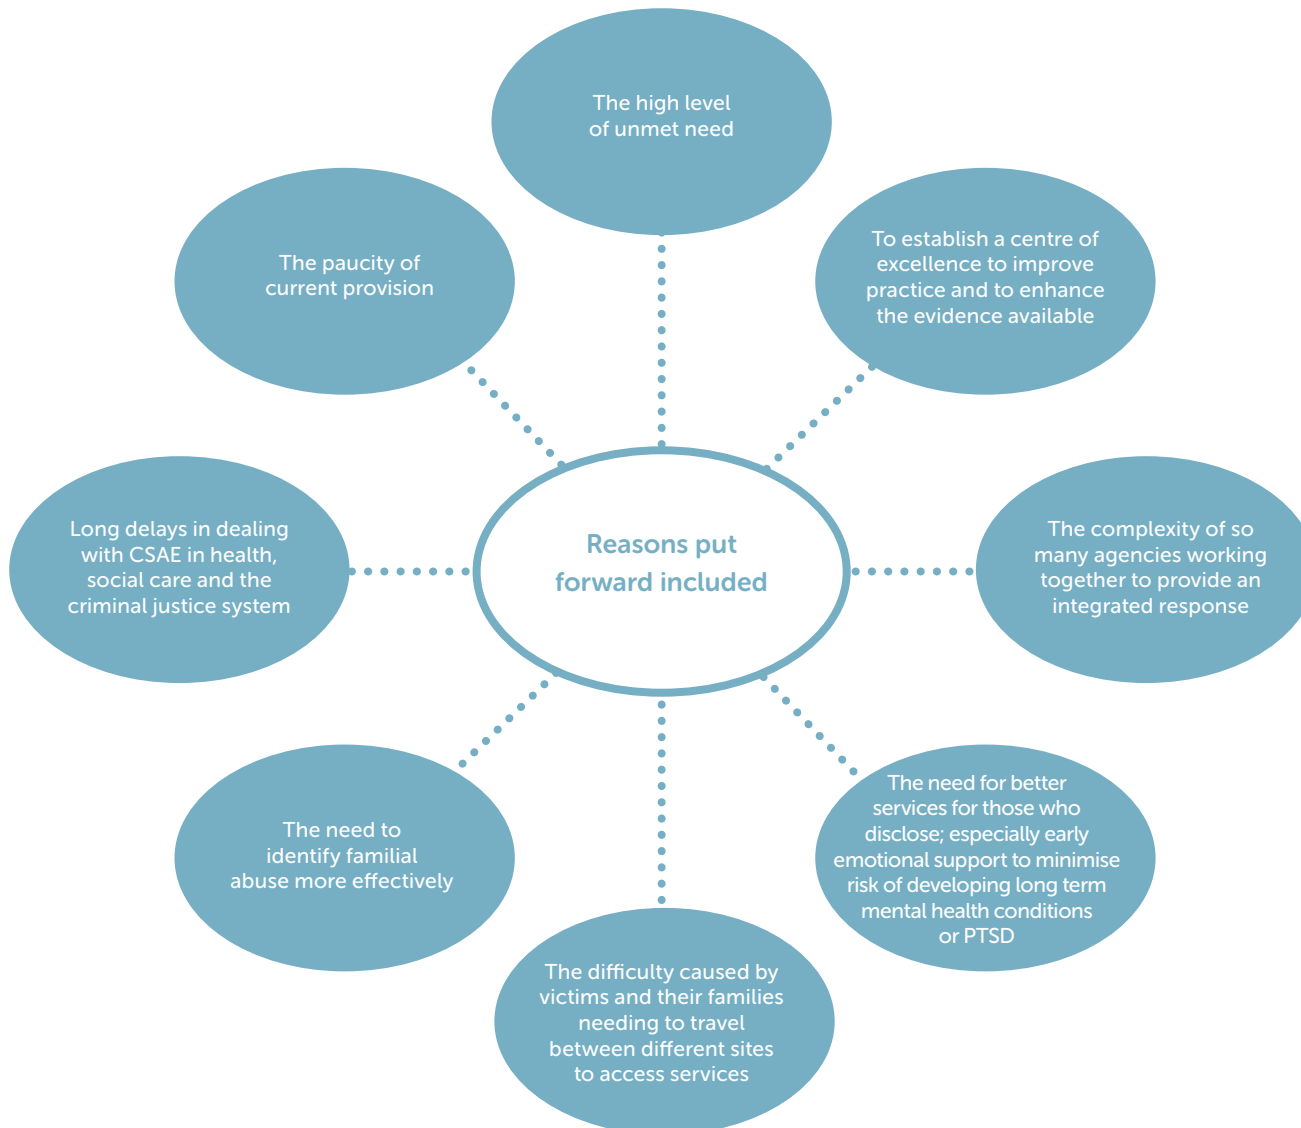 The high level
of unmet need
To establish a centre of
excellence to improve
practice and to enhance
the evidence available
The paucity of
current provision
Long delays in dealing
with CSAE in health,
social care and the
criminal justice system
Reasons put
forward included
The complexity of so
many agencies working
together to provide an
integrated response
The need to
identify familial
abuse more effectively
The need for better
services for those who
disclose; especially early
emotional support to minimise
risk of developing long term
mental health conditions
or PTSD
The difficulty caused by
victims and their families
needing to travel
between different sites
to access services